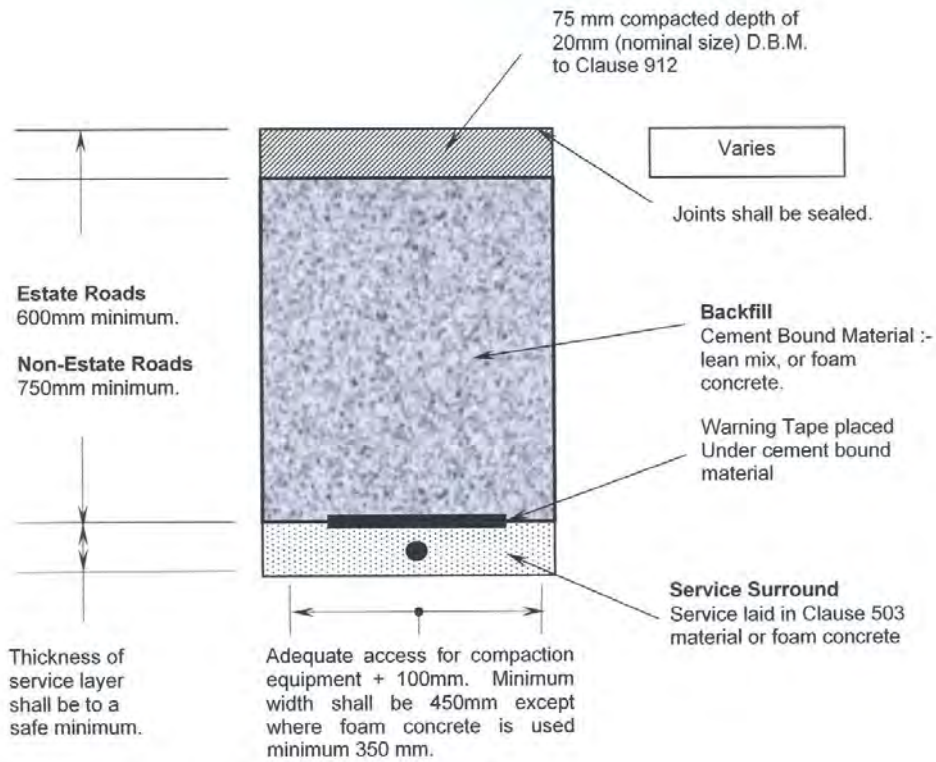 75 mm compacted depth of
20mm (nominal size) D.B.M.
to Clause 912
Varies
Joints shall be sealed.
Estate Roads
600mm minimum.
Non-Estate Roads
750mm minimum.
Backfill
Cement Bound Material :-
lean mix, or foam
concrete.
Warning Tape placed
Under cement bound
material
Service Surround
Service laid in Clause 503
material or foam concrete
Thickness of
service layer
shall be to a
safe minimum.
Adequate access for compaction
equipment + 100mm. Minimum
width shall be 450mm except
where foam concrete is used
minimum 350 mm.